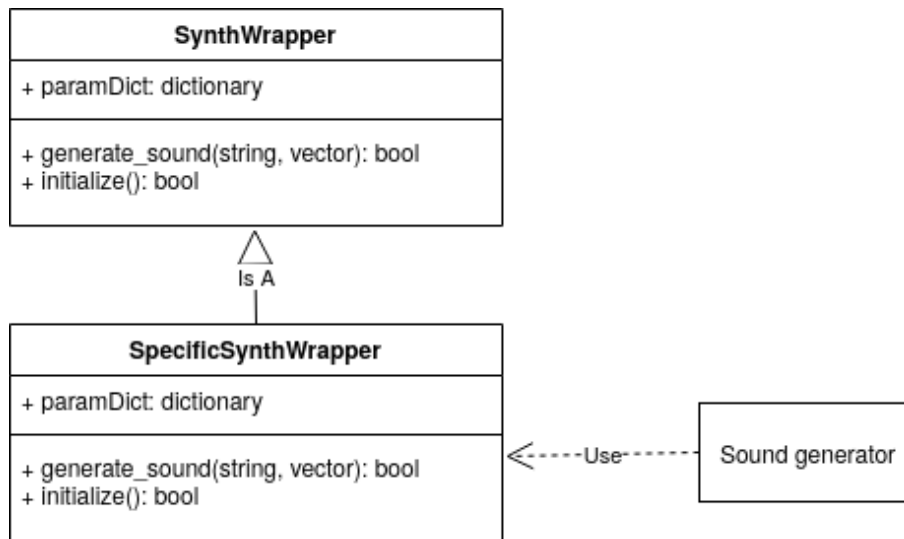 SynthWrapper
+ paramDict: dictionary
+ generate_sound(string, vector): bool
+ initialize(): bool
Is A
SpecificSynthWrapper
+ paramDict: dictionary
+ generate_sound(string, vector): bool
+ initialize(): bool
Use
Sound generator